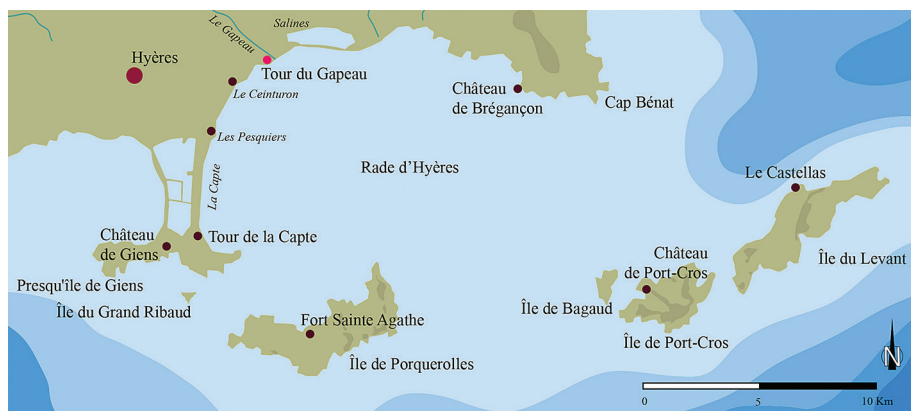 Salines
Le Gapeau
Hyères
Tour du Gapeau
Le Ceinturon
Château
de Brégançon
Cap Bénat
Les Pesquiers
Rade d'Hyères
La Capte
Le Castellas
Château
de Giens
Tour de la Capte
Château
de Port-Cros
Île du Levant
Presqu'île de Giens
Île du Grand Ribaud
Fort Sainte Agathe
Île de Bagaud
Île de Port-Cros
Île de Porquerolles
N
0
5
10 Km